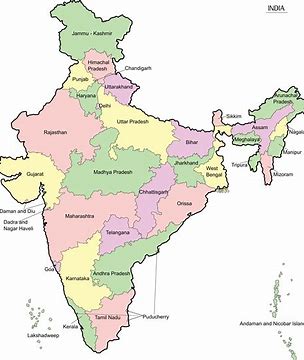 INDIA
Jammu - Kashmir
Himachal
Pradesh
Chandigarh
Punjab
Uttarakhand
Haryana
Delhi
Arunachal
Pradesh
Sikkim
Rajasthan
Uttar Pradesh
Assam
Nagaland
Bihar
Meghalaya
Manipur
Jharkhand
Tripura
Mizoram
West
Bengal
Gujarat
Madhya Pradesh
Chhattisgarh
Daman and Diu
Dadra and
Nagar Haveli
Orissa
Maharashtra
Telangana
Goa
Karnataka
Andhra Pradesh
Andaman and Nicobar Island
Puducherry
Tamil Nadu
Kerala
Lakshadweep